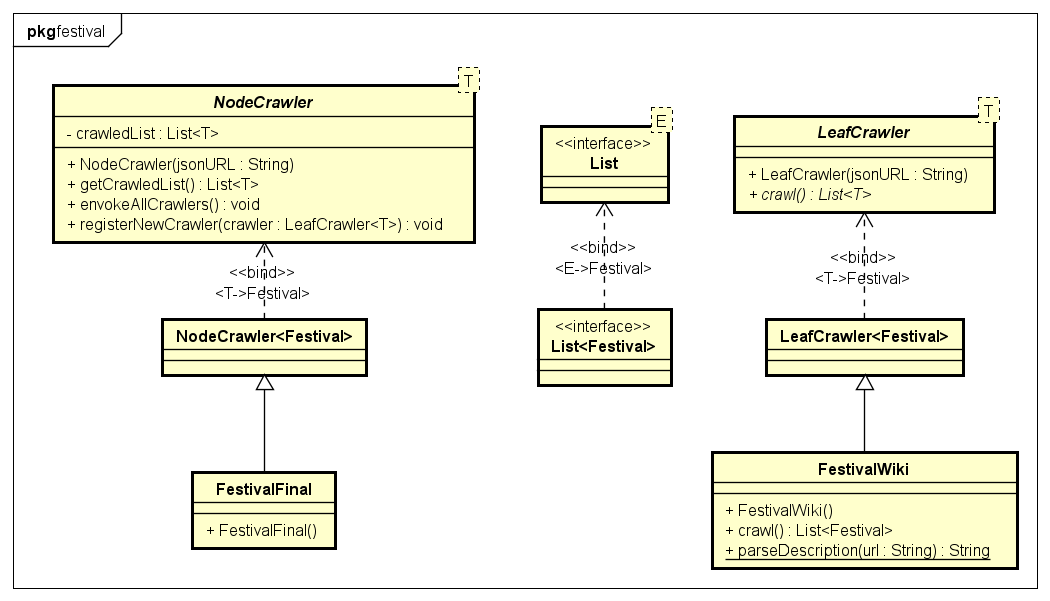 pkgfestival
T
NodeCrawler
- crawledList : List<T>
+ NodeCrawler(jsonURL : String)
+ getCrawledList() : List<T>
+ envokeAllCrawlers() : void
+ registerNewCrawler(crawler : LeafCrawler<T>) : void
<<bind>>
<T->Festival>
NodeCrawler<Festival>
FestivalFinal
+ FestivalFinal()
E
<<interface>>
List
<<bind>>
<E->Festival>
<<interface>>
List<Festival>
T
LeafCrawler
+ LeafCrawler(jsonURL : String)
+ crawl() : List<T>
<<bind>>
<T->Festival>
LeafCrawler<Festival>
FestivalWiki
+ FestivalWiki()
+ crawl() : List<Festival>
+ parseDescription(url : String) : String